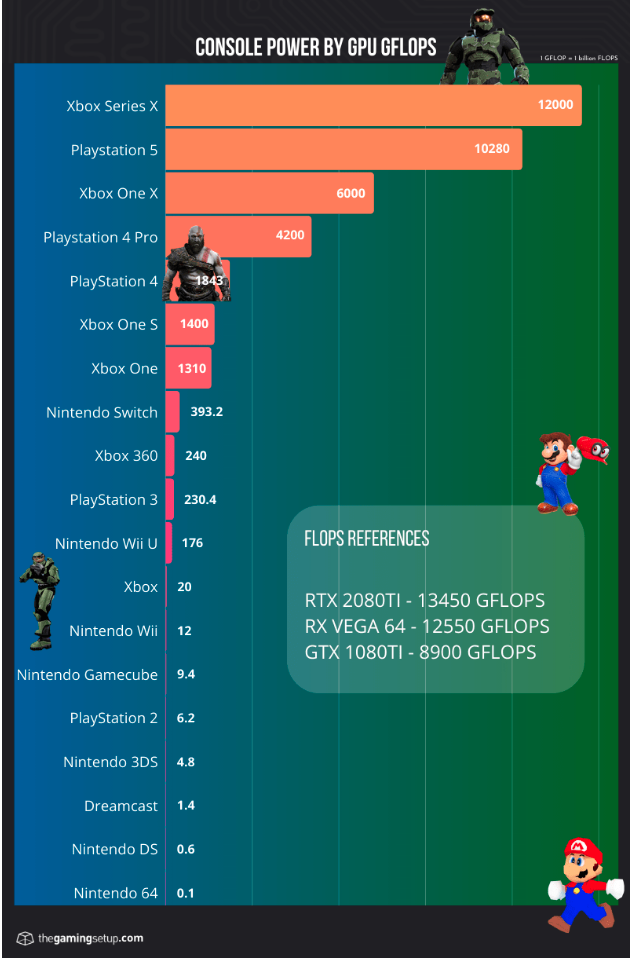 CONSOLE POWER BY GPU GFLOPS
1 GFLOP = 1 billion FLOPS
Xbox Series X 12000
Playstation 5 10280
Xbox One X 6000
Playstation 4 Pro 4200
PlayStation 4 1843
Xbox One S 1400
Xbox One 1310
Nintendo Switch 393.2
Xbox 360 240
PlayStation 3 230.4
Nintendo Wii U 176
Xbox 20
Nintendo Wii 12
Nintendo Gamecube 9.4
PlayStation 2 6.2
Nintendo 3DS 4.8
Dreamcast 1.4
Nintendo DS 0.6
Nintendo 64 0.1
FLOPS REFERENCES
RTX 2080TI - 13450 GFLOPS
RX VEGA 64 - 12550 GFLOPS
GTX 1080TI - 8900 GFLOPS
thegamingsetup.com